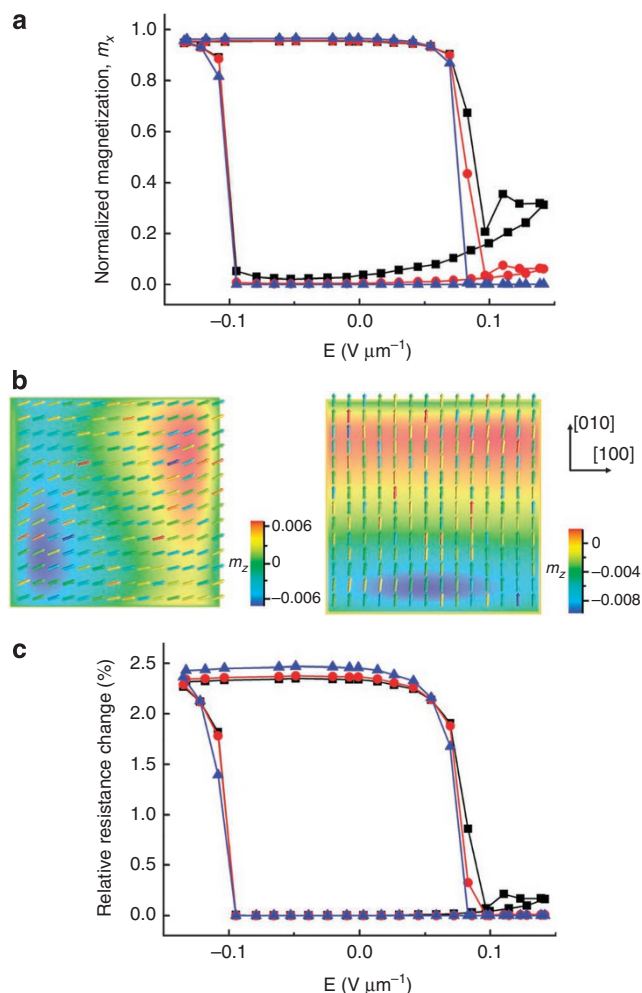 a
Normalized magnetization, mx
1.0
0.8
0.6
0.4
0.2
0.0
–0.1
0.0
0.1
E (V μm⁻¹)
b
0.006
mz
0
–0.006
[010]
[100]
0
mz
–0.004
–0.008
c
Relative resistance change (%)
2.5
2.0
1.5
1.0
0.5
0.0
–0.1
0.0
0.1
E (V μm⁻¹)